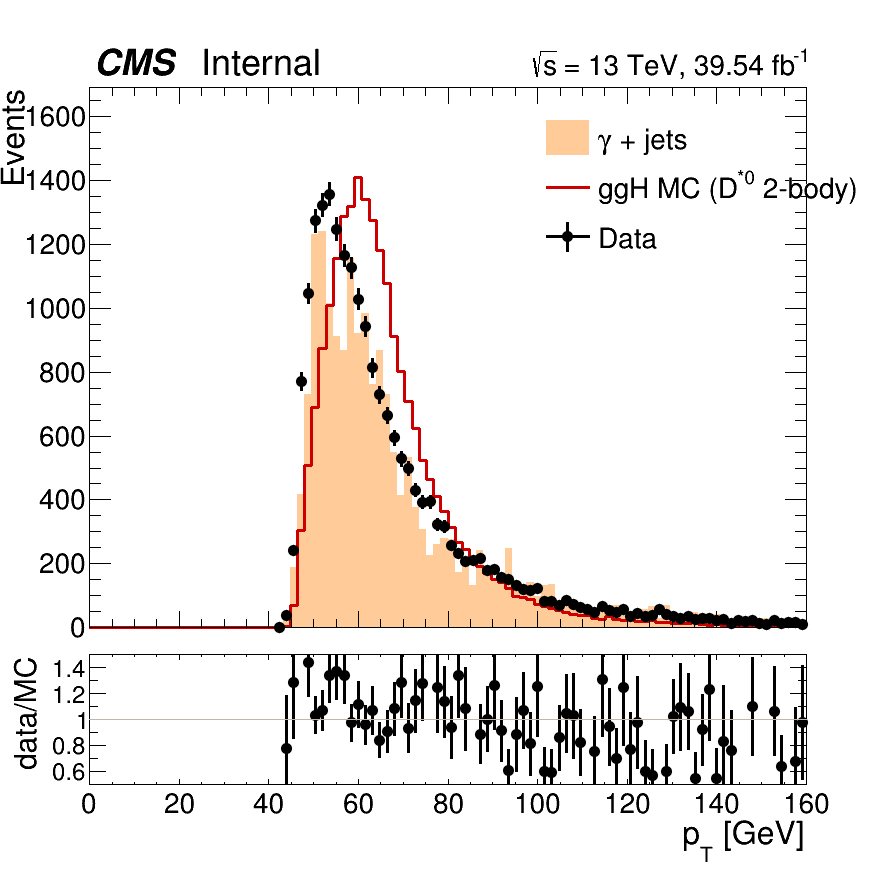 CMS Internal √s = 13 TeV, 39.54 fb⁻¹
Events
1600
1400
1200
1000
800
600
400
200
0
γ + jets
ggH MC (D*⁰ 2-body)
Data
data/MC
1.4
1.2
1
0.8
0.6
0 20 40 60 80 100 120 140 160
p_T [GeV]